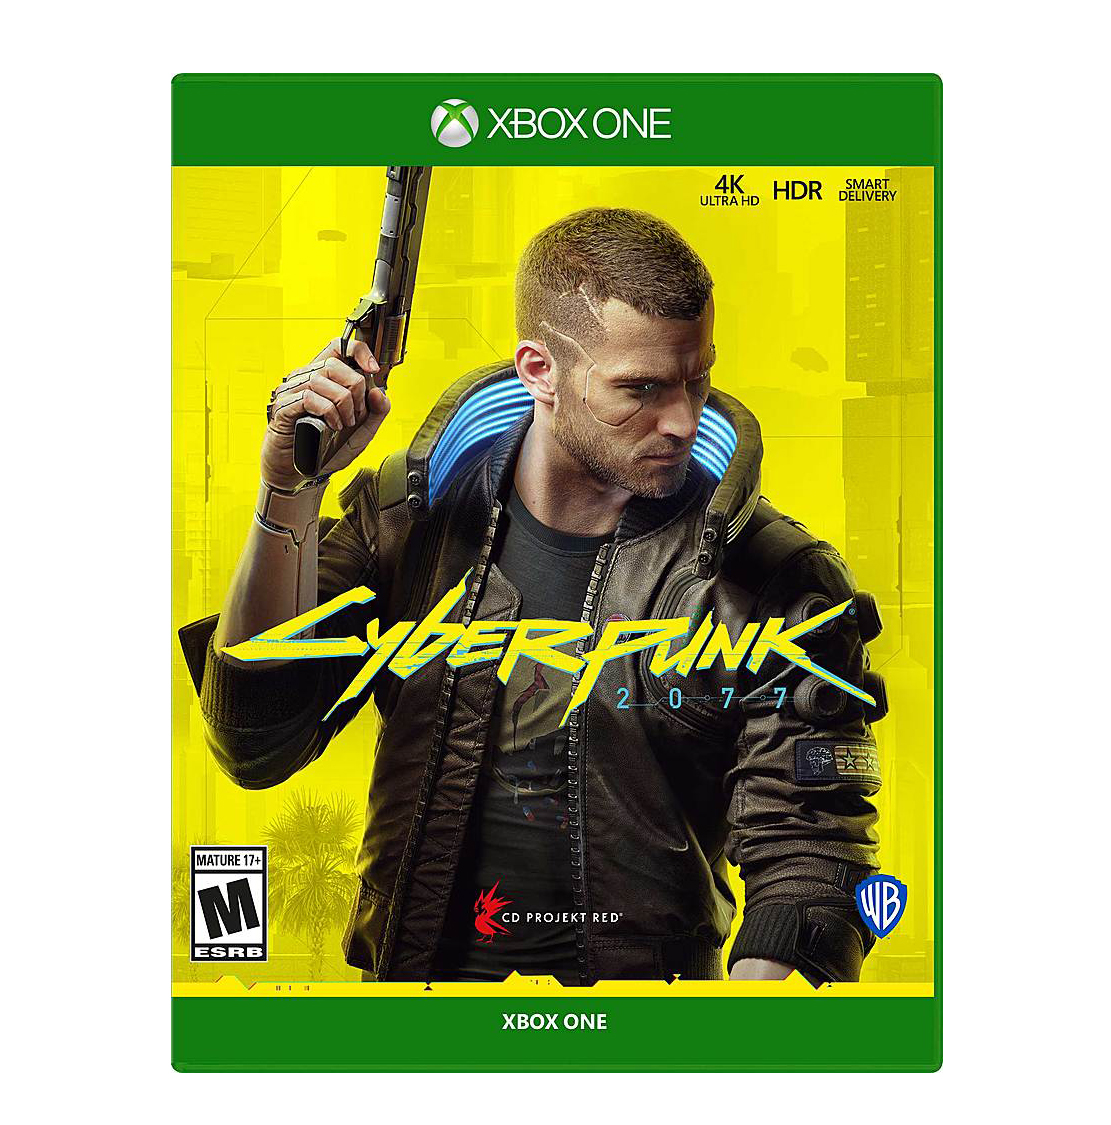 XBOX ONE
4K HDR SMART
ULTRA HD DELIVERY
CYBERPUNK
2077
MATURE 17+
M
ESRB
CD PROJEKT RED
WB
XBOX ONE